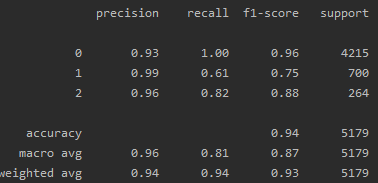 precision recall f1-score support
0 0.93 1.00 0.96 4215
1 0.99 0.61 0.75 700
2 0.96 0.82 0.88 264
accuracy 0.94 5179
macro avg 0.96 0.81 0.87 5179
weighted avg 0.94 0.94 0.93 5179